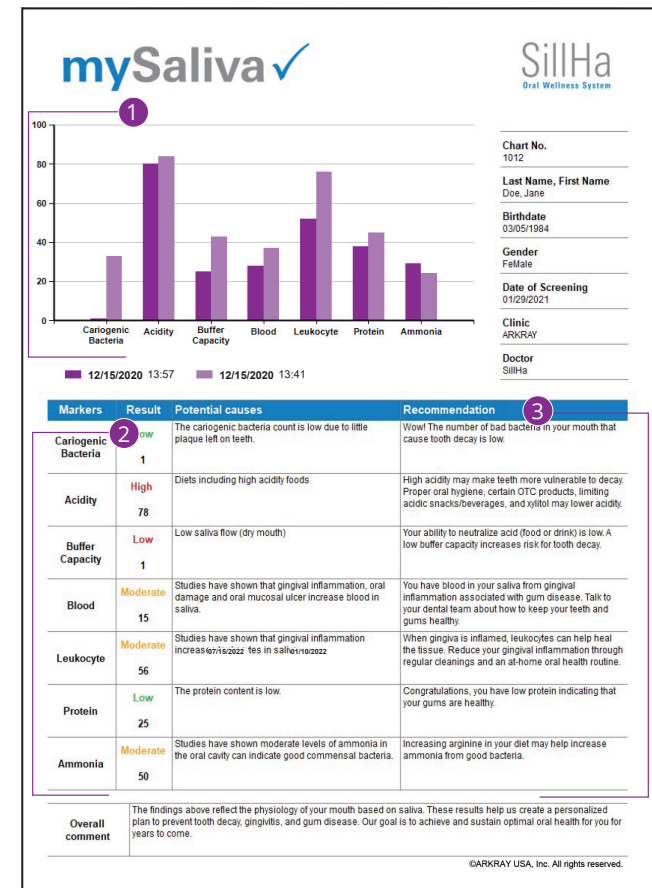 mySaliva
SillHa
Oral Wellness System
1
100
80
60
40
20
0
Cariogenic
Bacteria
Acidity
Buffer
Capacity
Blood
Leukocyte
Protein
Ammonia
12/15/2020 13:57
12/15/2020 13:41
Chart No.
1012
Last Name, First Name
Doe, Jane
Birthdate
03/05/1984
Gender
FeMale
Date of Screening
01/29/2021
Clinic
ARKRAY
Doctor
SillHa
3
Markers Result Potential causes Recommendation
2
Cariogenic
Bacteria
1
The cariogenic bacteria count is low due to little
plaque left on teeth.
Wow! The number of bad bacteria in your mouth that
cause tooth decay is low.
Acidity
High
78
Diets including high acidity foods
High acidity may make teeth more vulnerable to decay.
Proper oral hygiene, certain OTC products, limiting
acidic snacks/beverages, and xylitol may lower acidity.
Buffer
Capacity
Low
1
Low saliva flow (dry mouth)
Your ability to neutralize acid (food or drink) is low. A
low buffer capacity increases risk for tooth decay.
Blood
Moderate
15
Studies have shown that gingival inflammation, oral
damage and oral mucosal ulcer increase blood in
saliva.
You have blood in your saliva from gingival
inflammation associated with gum disease. Talk to
your dental team about how to keep your teeth and
gums healthy.
Leukocyte
Moderate
56
Studies have shown that gingival inflammation
07/15/2022 in 01/10/2022
When gingiva is inflamed, leukocytes can help heal
the tissue. Reduce your gingival inflammation through
regular cleanings and an at-home oral health routine.
Protein
Low
25
The protein content is low.
Congratulations, you have low protein indicating that
your gums are healthy.
Ammonia
Moderate
50
Studies have shown moderate levels of ammonia in
the oral cavity can indicate good commensal bacteria.
Increasing arginine in your diet may help increase
ammonia from good bacteria.
Overall
comment
The findings above reflect the physiology of your mouth based on saliva. These results help us create a personalized
plan to prevent tooth decay, gingivitis, and gum disease. Our goal is to achieve and sustain optimal oral health for you for
years to come.
©ARKRAY USA, Inc. All rights reserved.